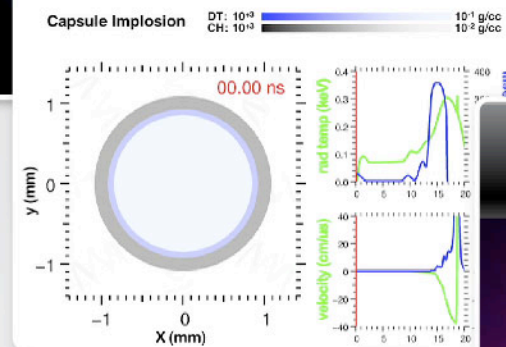 Capsule Implosion
DT: 10⁺³ 10⁻¹ g/cc
CH: 10⁺³ 10⁻² g/cc
00.00 ns
y (mm)
1
0
−1
−1 0 1
X (mm)
rad temp (keV)
0.4
0.3
0.2
0.1
0.0
400
0 5 10 15 20
velocity (cm/us)
40
20
0
−20
−40
0 5 10 15 20